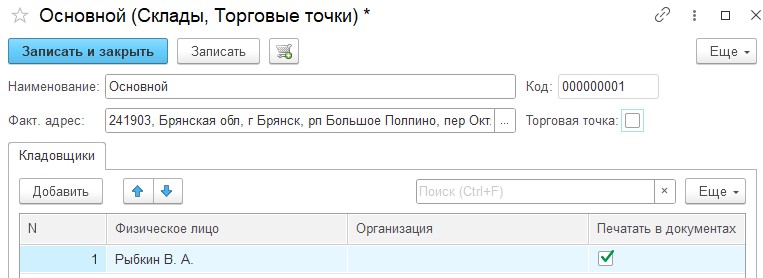 Основной (Склады, Торговые точки) *
Записать и закрыть Записать Еще
Наименование: Основной Код: 000000001
Факт. адрес: 241903, Брянская обл, г Брянск, рп Большое Полпино, пер Окт ... Торговая точка:
Кладовщики
Добавить Поиск (Ctrl+F) × Еще
N Физическое лицо Организация Печатать в документах
1 Рыбкин В. А.